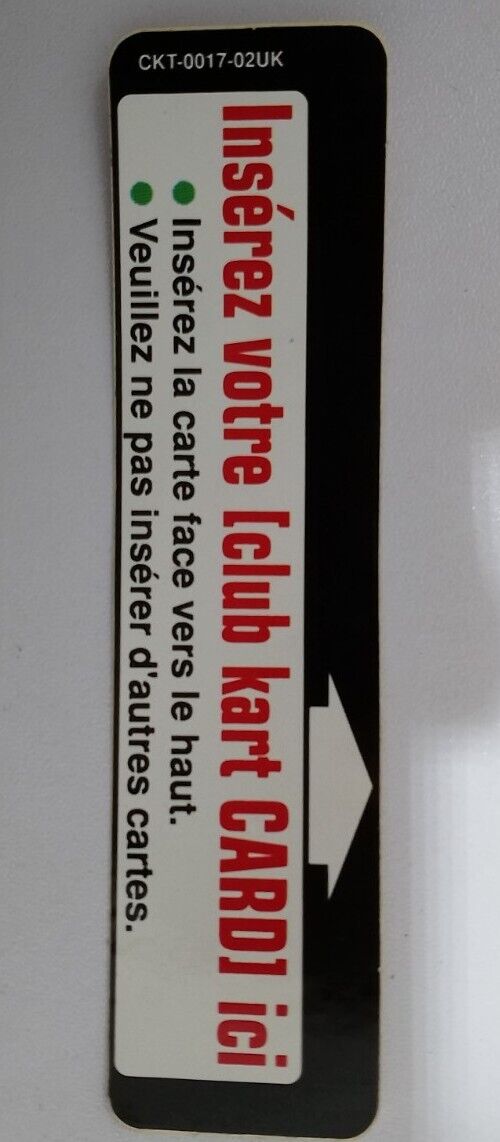 CKT-0017-02UK
Insérez votre [club kart CARD] ici
● Insérez la carte face vers le haut.
● Veuillez ne pas insérer d'autres cartes.